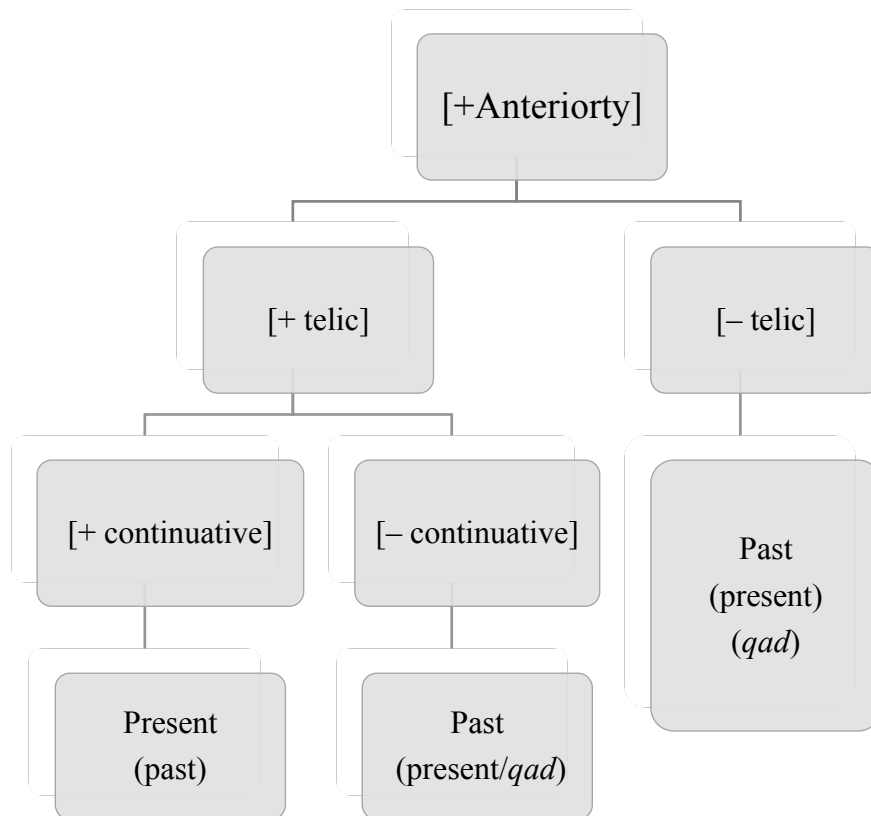 [+Anteriorty]
[+ telic]
[– telic]
[+ continuative]
[– continuative]
Past
(present)
(qad)
Present
(past)
Past
(present/qad)